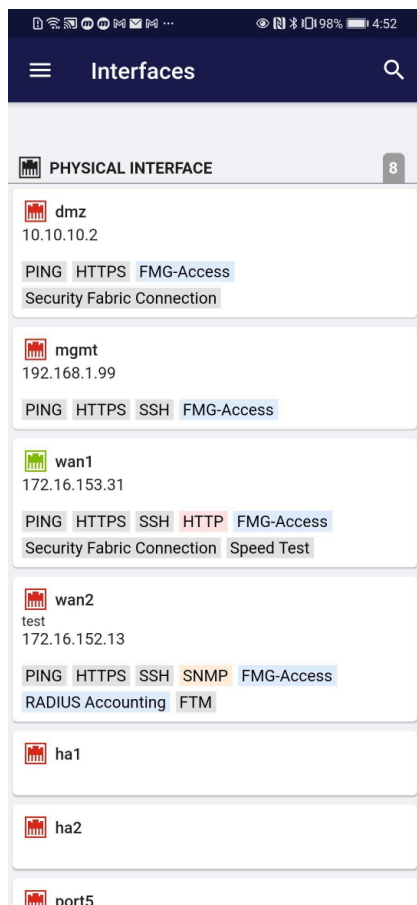 98% 4:52
Interfaces
PHYSICAL INTERFACE 8
dmz
10.10.10.2
PING HTTPS FMG-Access
Security Fabric Connection
mgmt
192.168.1.99
PING HTTPS SSH FMG-Access
wan1
172.16.153.31
PING HTTPS SSH HTTP FMG-Access
Security Fabric Connection Speed Test
wan2
test
172.16.152.13
PING HTTPS SSH SNMP FMG-Access
RADIUS Accounting FTM
ha1
ha2
port5